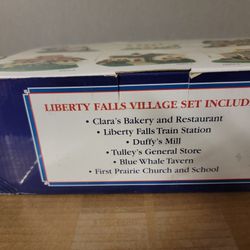 LIBERTY FALLS VILLAGE SET INCLUD
• Clara's Bakery and Restaurant
• Liberty Falls Train Station
• Duffy's Mill
• Tulley's General Store
• Blue Whale Tavern
• First Prairie Church and School